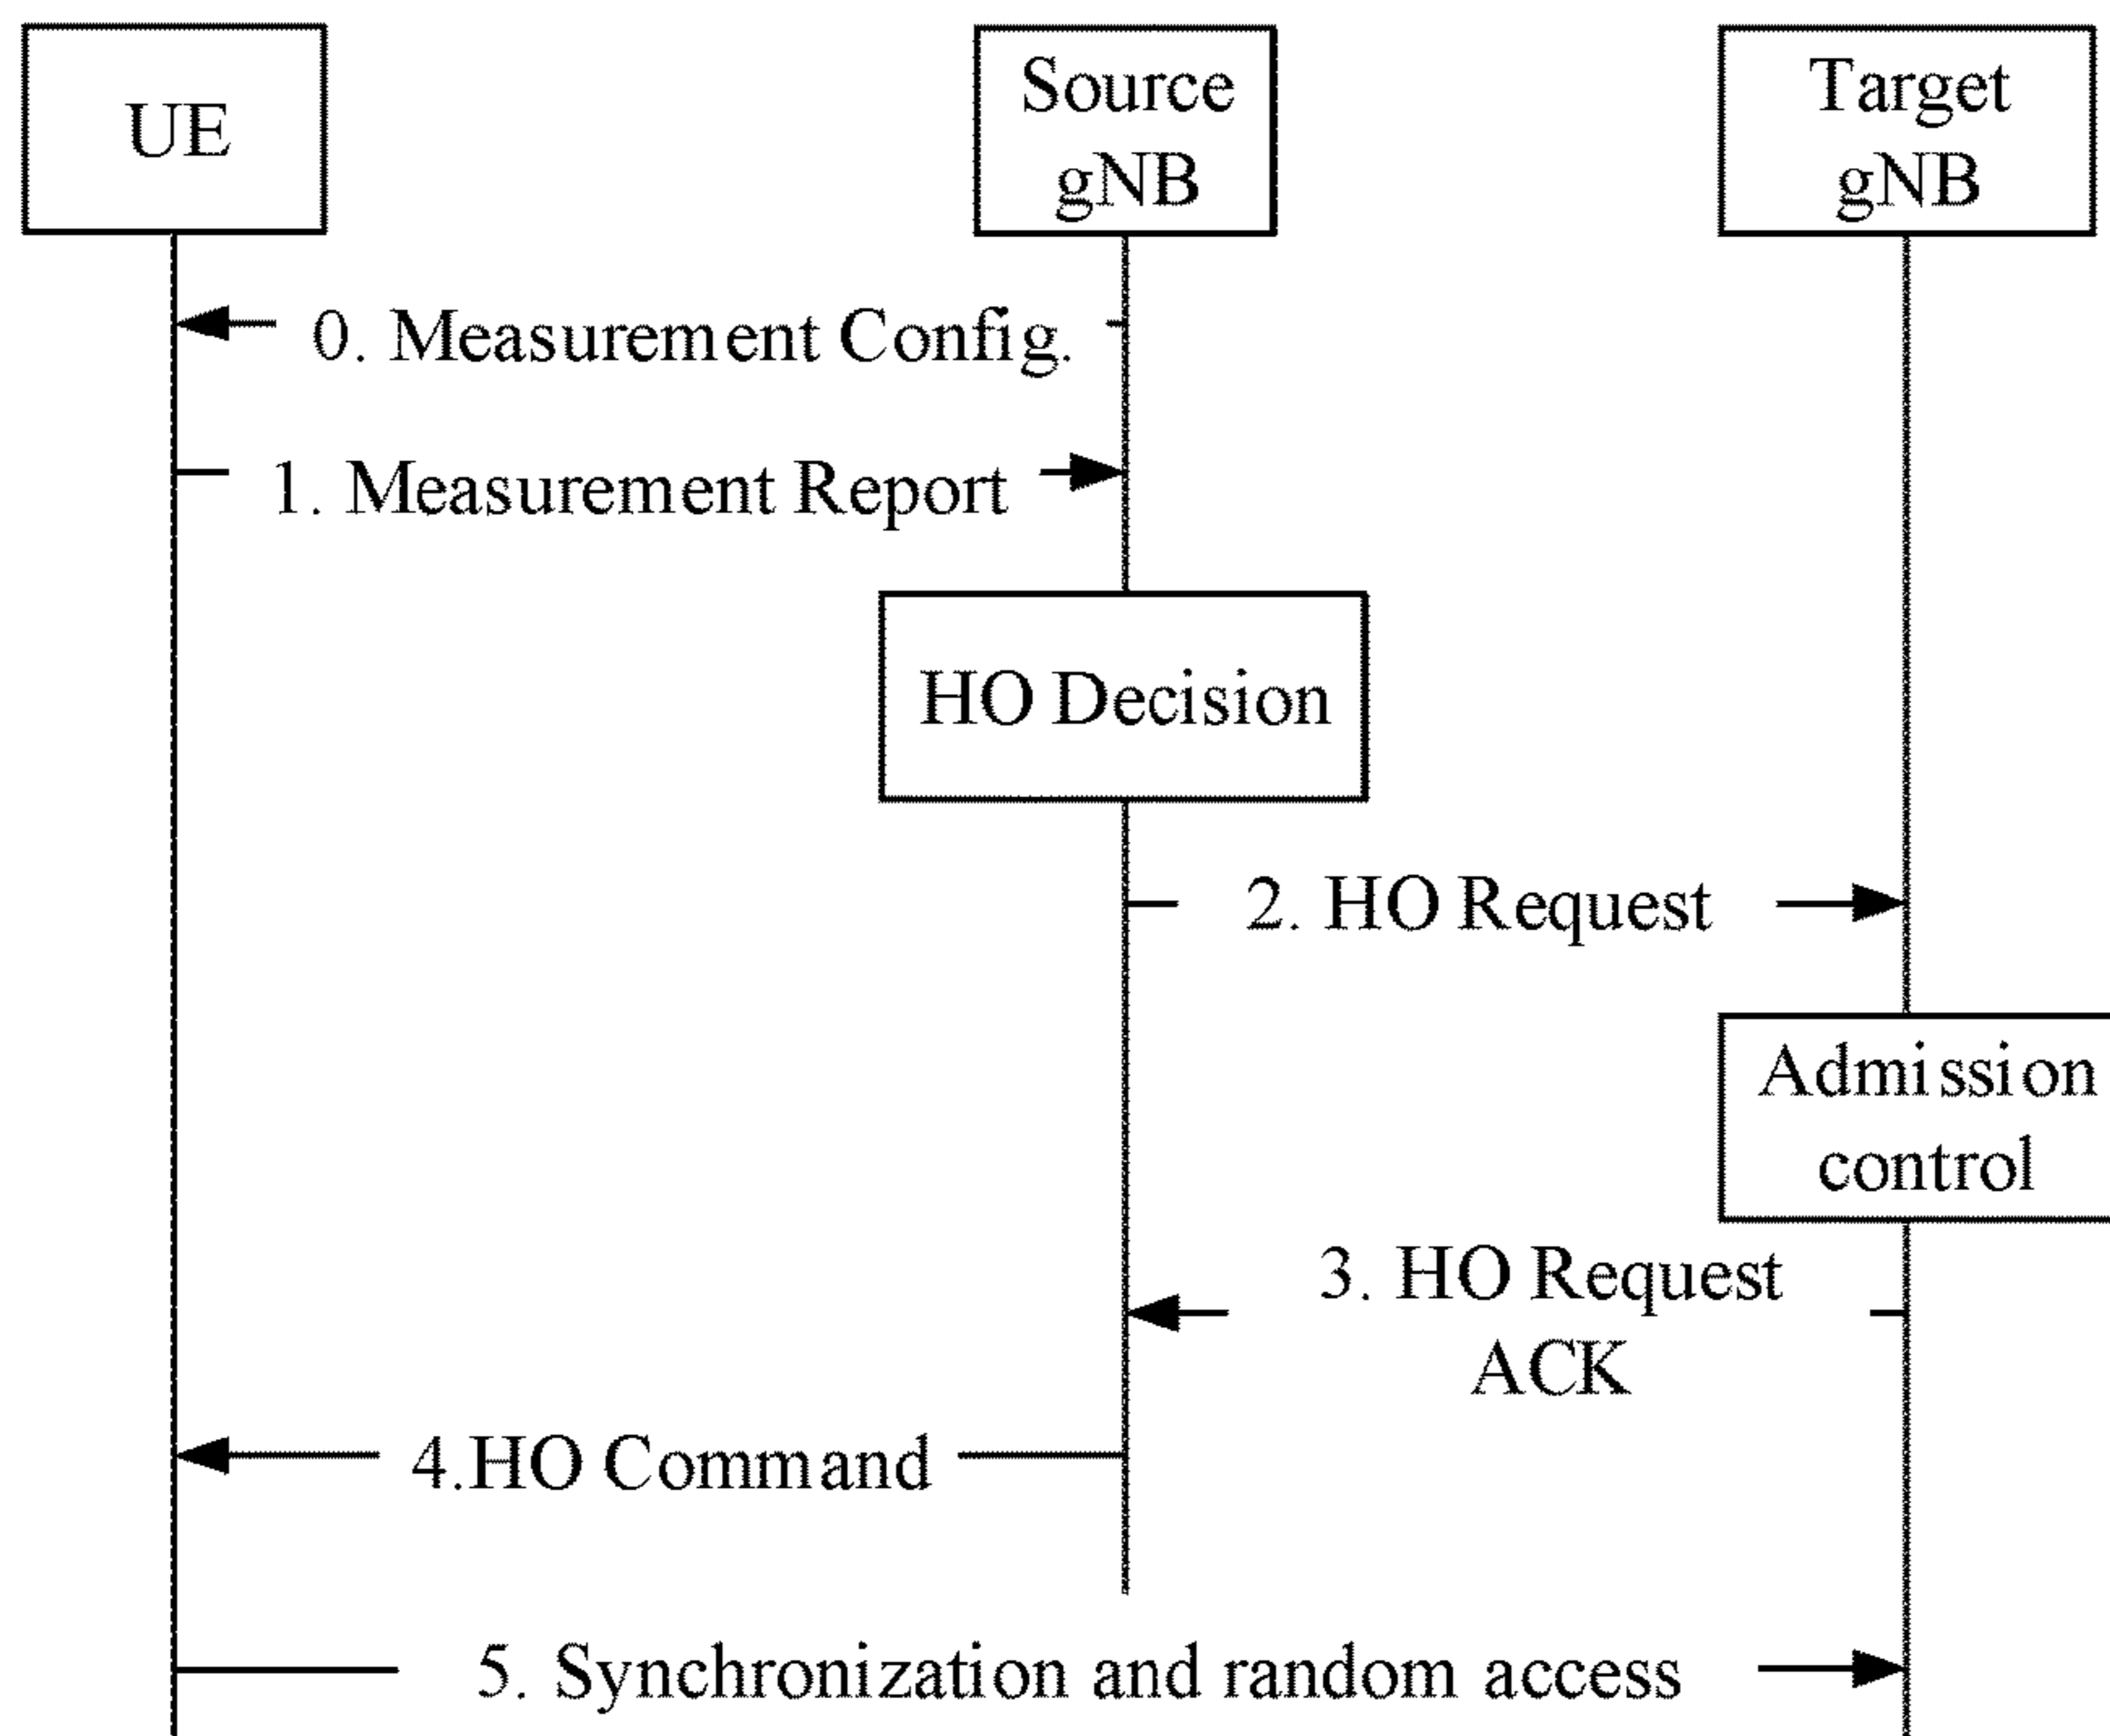 UE
Source
gNB
Target
gNB
0. Measurement Config.
1. Measurement Report
HO Decision
2. HO Request
Admission
control
3. HO Request
ACK
4.HO Command
5. Synchronization and random access